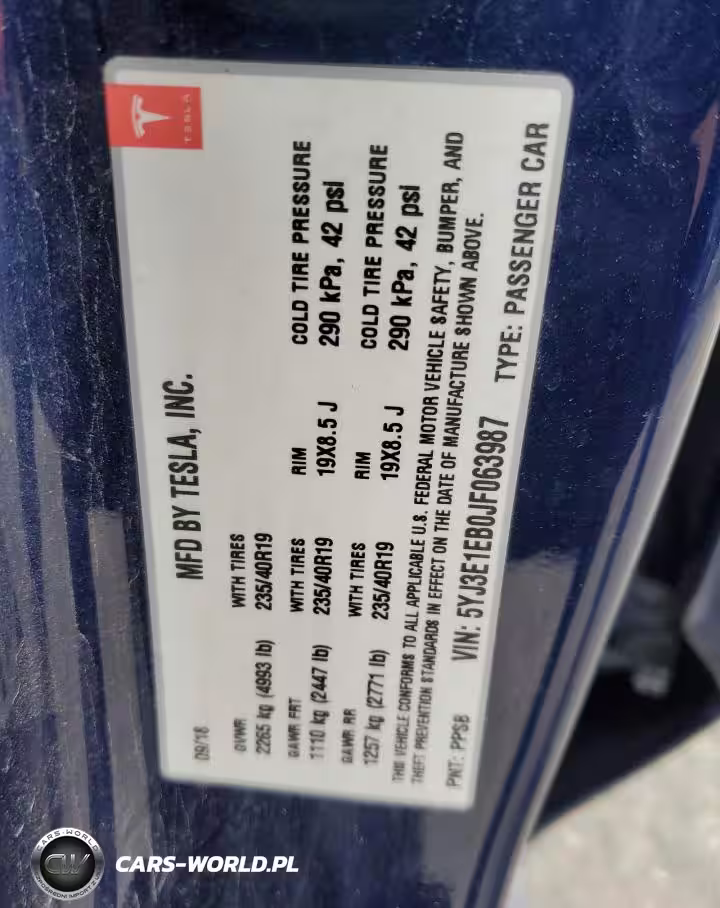 TESLA
MFD BY TESLA, INC.
09/18
GVWR WITH TIRES
2265 kg (4993 lb) 235/40R19
GAWR FRT WITH TIRES RIM COLD TIRE PRESSURE
1110 kg (2447 lb) 235/40R19 19X8.5 J 290 kPa, 42 psi
GAWR RR WITH TIRES RIM COLD TIRE PRESSURE
1257 kg (2771 lb) 235/40R19 19X8.5 J 290 kPa, 42 psi
THIS VEHICLE CONFORMS TO ALL APPLICABLE U.S. FEDERAL MOTOR VEHICLE SAFETY, BUMPER, AND
THEFT PREVENTION STANDARDS IN EFFECT ON THE DATE OF MANUFACTURE SHOWN ABOVE.
PNT: PPSB VIN: 5YJ3E1EB0JF063987 TYPE: PASSENGER CAR
CARS-WORLD
CW
CARS-WORLD.PL